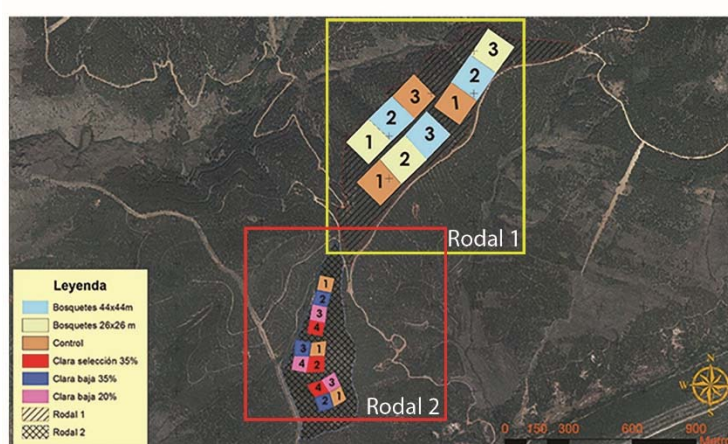 3
2
1
3
2
1
3
2
1
Rodal 1
1
2
3
4
3 1
4 2
4 3
2 1
Rodal 2
Leyenda
Bosquetes 44x44m
Bosquetes 26x26 m
Control
Clara selección 35%
Clara baja 35%
Clara baja 20%
Rodal 1
Rodal 2
N
W
S
0 150 300 600 900